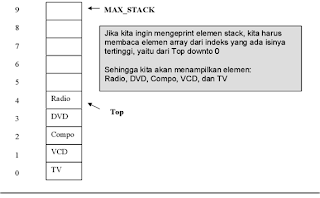 9
MAX_STACK
8
7
6
5
4
Radio
3
DVD
Top
2
Compo
1
VCD
0
TV
Jika kita ingin mengeprint elemen stack, kita harus
membaca elemen array dari indeks yang ada isinya
tertinggi, yaitu dari Top downto 0
Sehingga kita akan menampilkan elemen:
Radio, DVD, Compo, VCD, dan TV